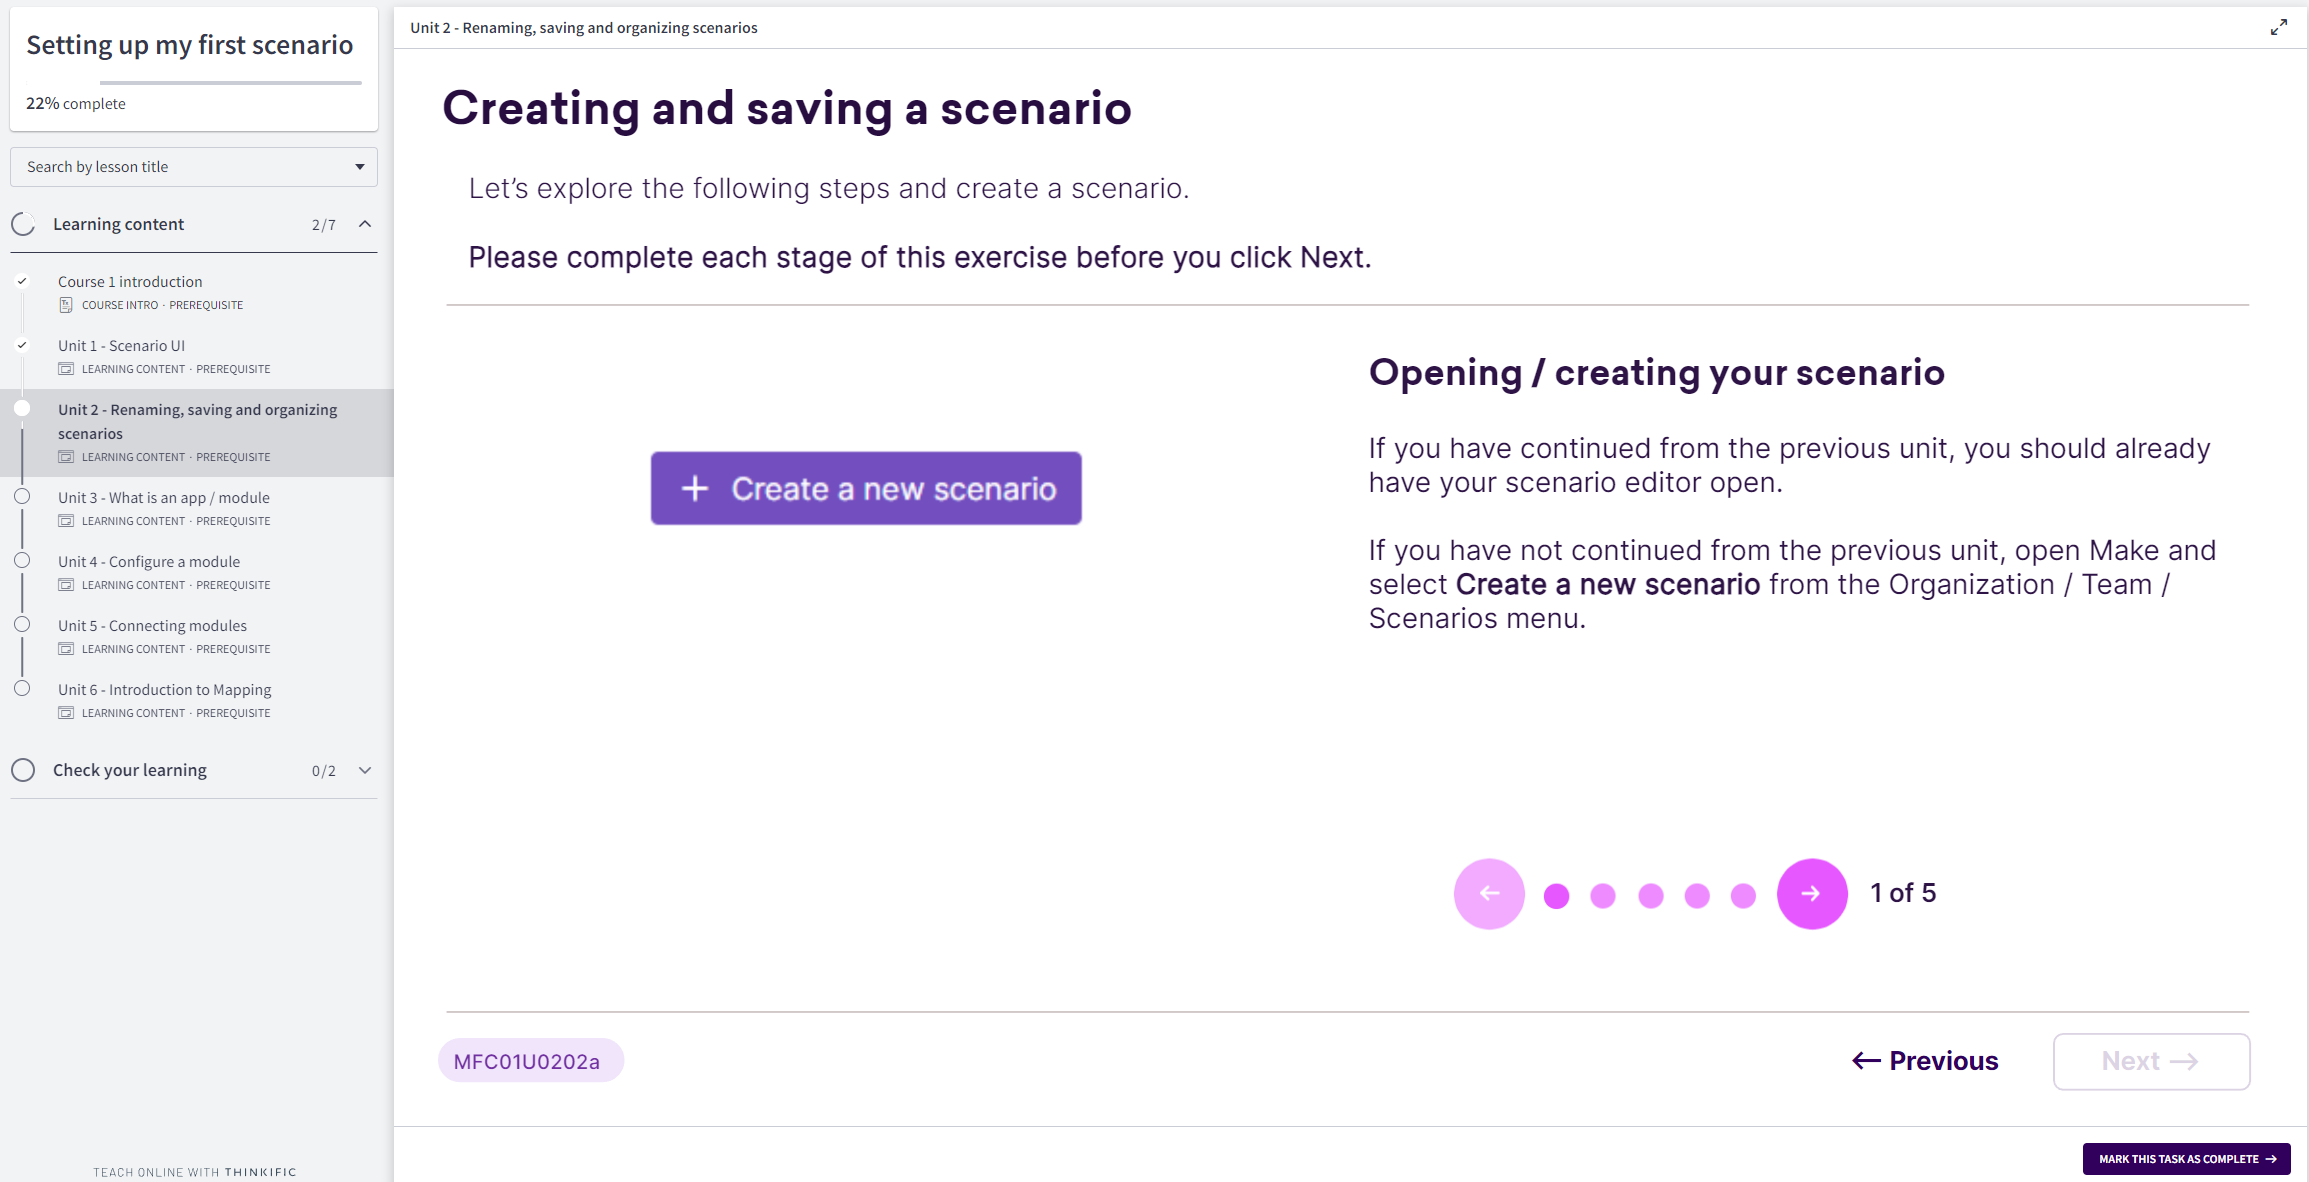 Setting up my first scenario
22% complete
Search by lesson title
Learning content 2/7
Course 1 introduction
COURSE INTRO · PREREQUISITE
Unit 1 - Scenario UI
LEARNING CONTENT · PREREQUISITE
Unit 2 - Renaming, saving and organizing
scenarios
LEARNING CONTENT · PREREQUISITE
Unit 3 - What is an app / module
LEARNING CONTENT · PREREQUISITE
Unit 4 - Configure a module
LEARNING CONTENT · PREREQUISITE
Unit 5 - Connecting modules
LEARNING CONTENT · PREREQUISITE
Unit 6 - Introduction to Mapping
LEARNING CONTENT · PREREQUISITE
Check your learning 0/2
TEACH ONLINE WITH THINKIFIC
Unit 2 - Renaming, saving and organizing scenarios
Creating and saving a scenario
Let's explore the following steps and create a scenario.
Please complete each stage of this exercise before you click Next.
+ Create a new scenario
Opening / creating your scenario
If you have continued from the previous unit, you should already
have your scenario editor open.
If you have not continued from the previous unit, open Make and
select Create a new scenario from the Organization / Team /
Scenarios menu.
← → 1 of 5
MFC01U0202a
← Previous
Next →
MARK THIS TASK AS COMPLETE →